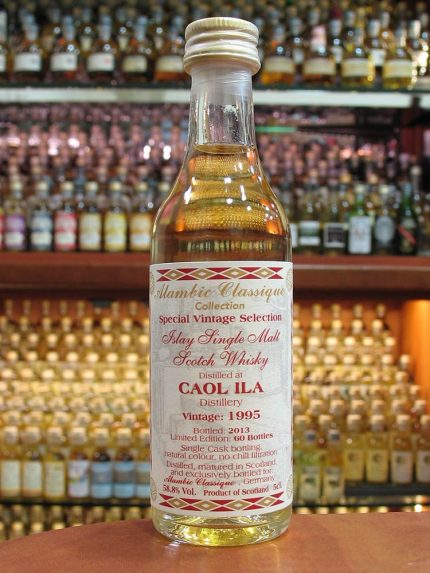 Alambic Classique
Collection
Special Vintage Selection
Islay Single Malt
Scotch Whisky
Distilled at
CAOL ILA
Distillery
Vintage: 1995
Bottled: 2013
Limited Edition: 60 Bottles
Single Cask bottling,
natural colour, no chill filtration
Distilled, matured in Scotland,
and exclusively bottled for
Alambic Classique, Germany
58,8% Vol. Product of Scotland 5cl